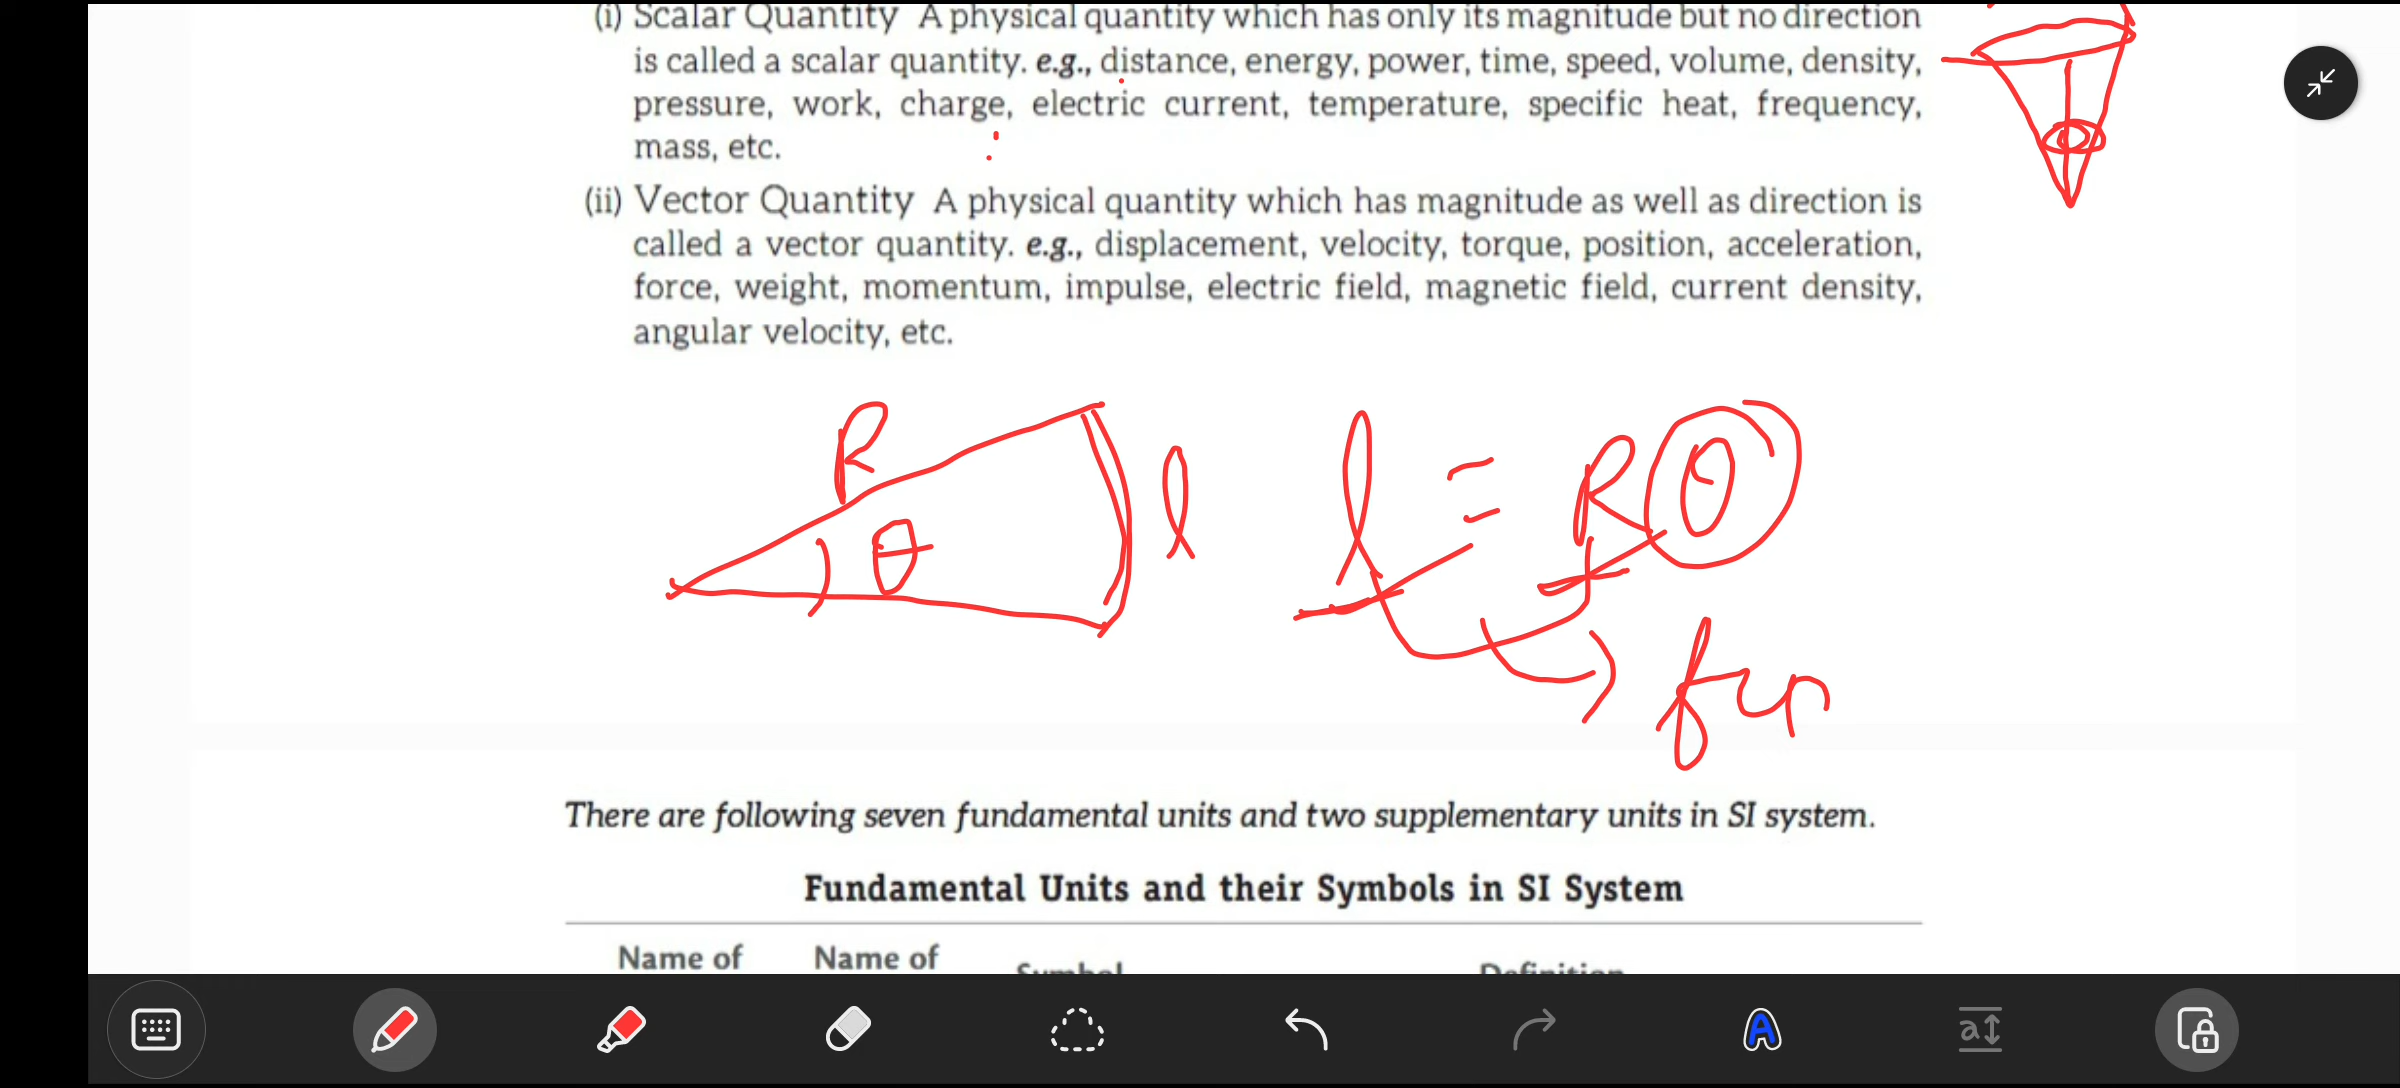 (i) Scalar Quantity A physical quantity which has only its magnitude but no direction
is called a scalar quantity. e.g., distance, energy, power, time, speed, volume, density,
pressure, work, charge, electric current, temperature, specific heat, frequency,
mass, etc.
(ii) Vector Quantity A physical quantity which has magnitude as well as direction is
called a vector quantity. e.g., displacement, velocity, torque, position, acceleration,
force, weight, momentum, impulse, electric field, magnetic field, current density,
angular velocity, etc.
R
θ
l
l = Rθ
There are following seven fundamental units and two supplementary units in SI system.
Fundamental Units and their Symbols in SI System
Name of Name of Symbol Definition
A
a